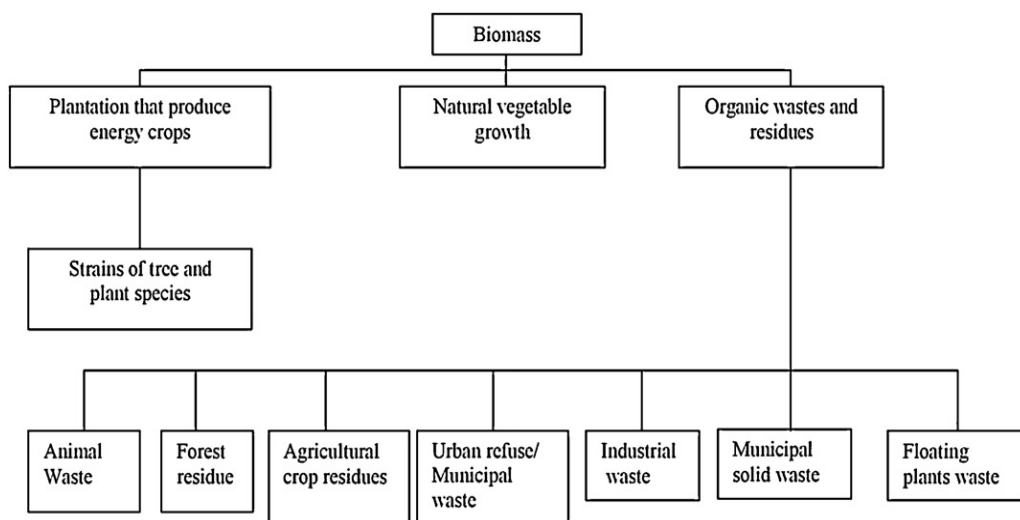 Biomass
Plantation that produce
energy crops
Natural vegetable
growth
Organic wastes and
residues
Strains of tree and
plant species
Animal
Waste
Forest
residue
Agricultural
crop residues
Urban refuse/
Municipal
waste
Industrial
waste
Municipal
solid waste
Floating
plants waste